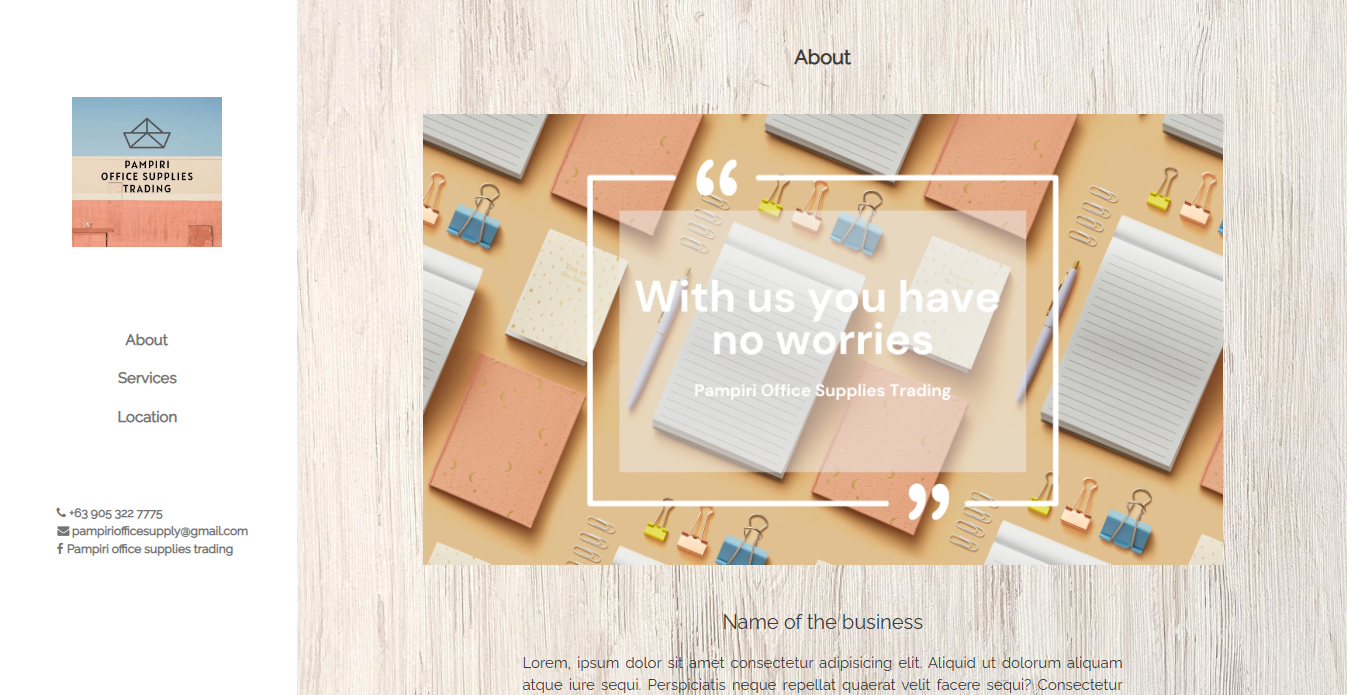 PAMPIRI
OFFICE SUPPLIES
TRADING
About
Services
Location
+63 905 322 7775
pampiriofficesupply@gmail.com
Pampiri office supplies trading
About
“
With us you have
no worries
Pampiri Office Supplies Trading
”
Name of the business
Lorem, ipsum dolor sit amet consectetur adipisicing elit. Aliquid ut dolorum aliquam
atque iure sequi. Perspiciatis neque repellat quaerat velit facere sequi? Consectetur